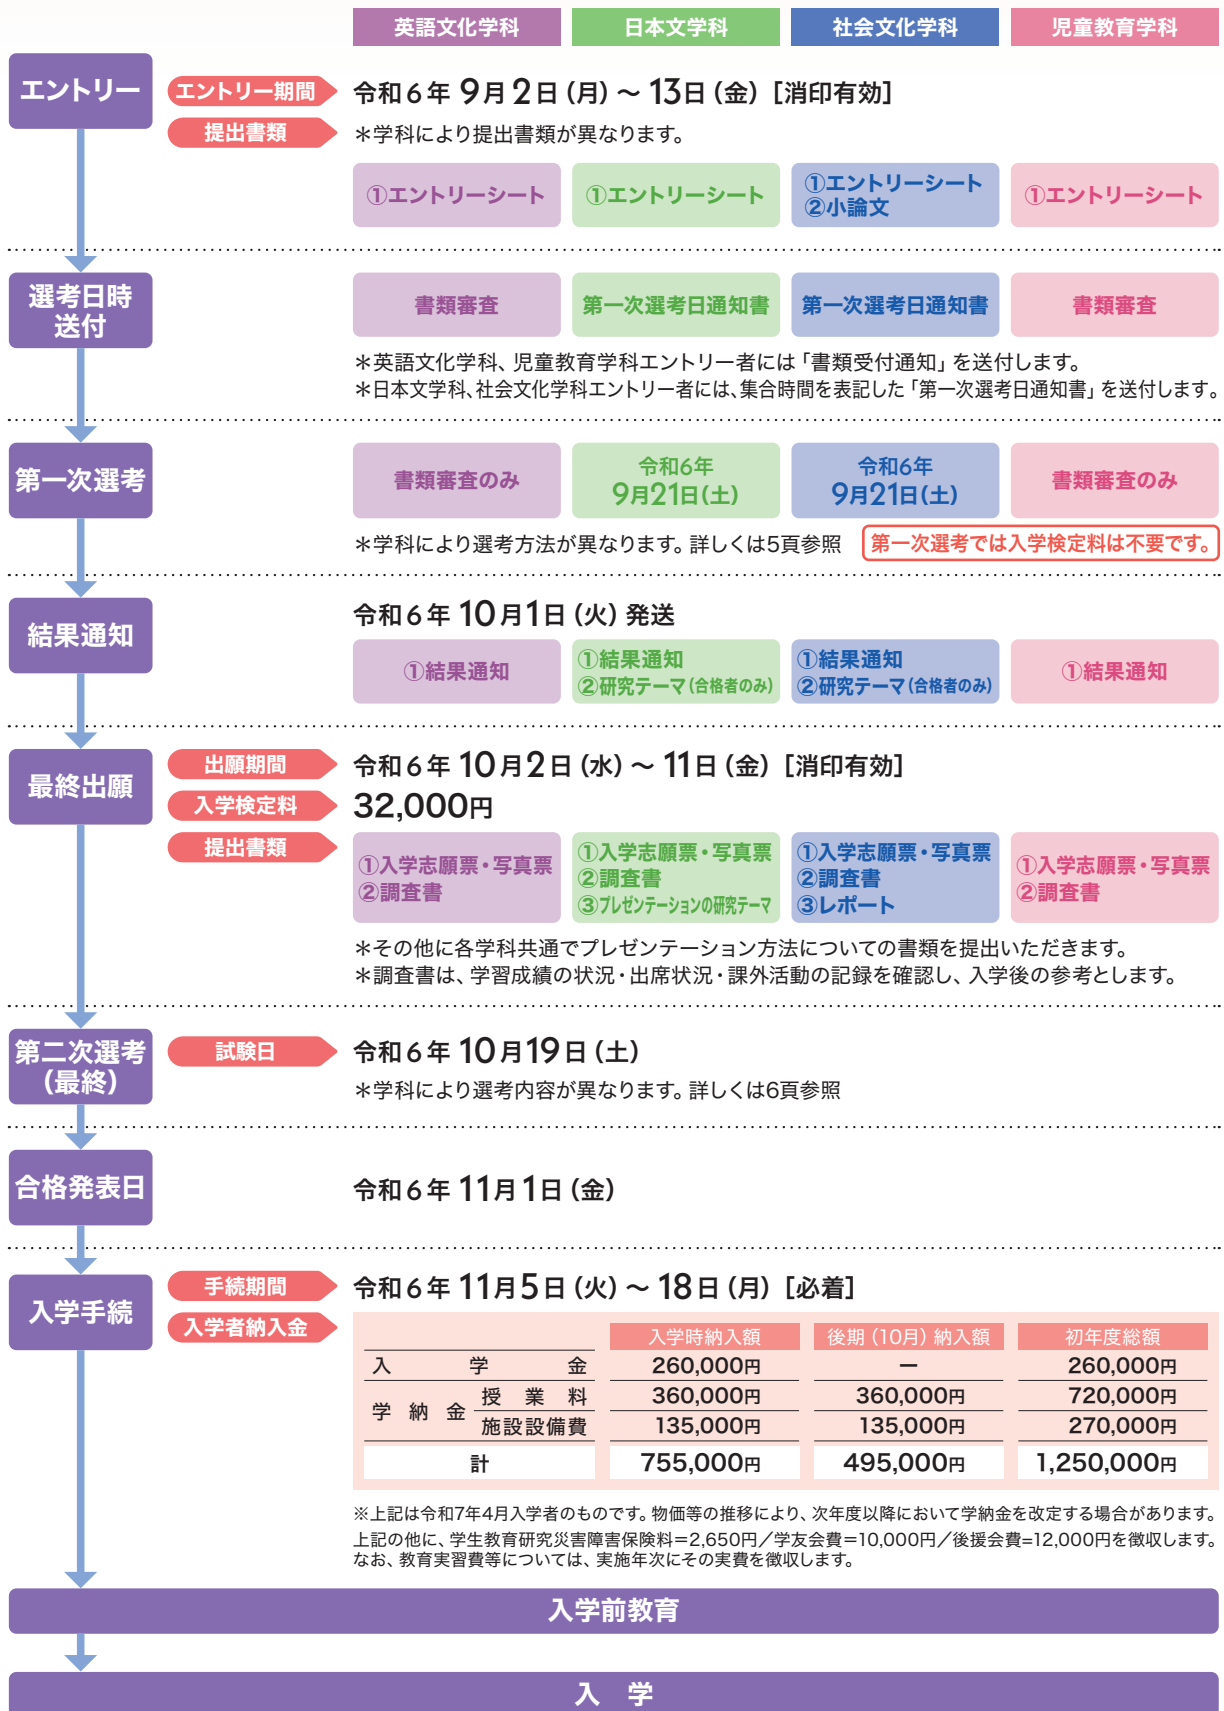 英語文化学科 日本文学科 社会文化学科 児童教育学科
エントリー
エントリー期間 令和6年 9月2日（月）～ 13日（金）［消印有効］
提出書類 ＊学科により提出書類が異なります。
①エントリーシート
①エントリーシート
①エントリーシート
②小論文
①エントリーシート
選考日時
送付
書類審査 第一次選考日通知書 第一次選考日通知書 書類審査
＊英語文化学科、児童教育学科エントリー者には「書類受付通知」を送付します。
＊日本文学科、社会文化学科エントリー者には、集合時間を表記した「第一次選考日通知書」を送付します。
第一次選考
書類審査のみ
令和6年
9月21日（土）
令和6年
9月21日（土）
書類審査のみ
＊学科により選考方法が異なります。詳しくは5頁参照
第一次選考では入学検定料は不要です。
結果通知
令和6年 10月1日（火）発送
①結果通知
①結果通知
②研究テーマ（合格者のみ）
①結果通知
②研究テーマ（合格者のみ）
①結果通知
最終出願
出願期間 令和6年 10月2日（水）～ 11日（金）［消印有効］
入学検定料 32,000円
提出書類
①入学志願票・写真票
②調査書
①入学志願票・写真票
②調査書
③プレゼンテーションの研究テーマ
①入学志願票・写真票
②調査書
③レポート
①入学志願票・写真票
②調査書
＊その他に各学科共通でプレゼンテーション方法についての書類を提出いただきます。
＊調査書は、学習成績の状況・出席状況・課外活動の記録を確認し、入学後の参考とします。
第二次選考
（最終）
試験日 令和6年 10月19日（土）
＊学科により選考内容が異なります。詳しくは6頁参照
合格発表日
令和6年 11月1日（金）
入学手続
手続期間 令和6年 11月5日（火）～ 18日（月）［必着］
入学者納入金
入学時納入額 後期（10月）納入額 初年度総額
入学金 260,000円 ー 260,000円
学納金 授業料 360,000円 360,000円 720,000円
施設設備費 135,000円 135,000円 270,000円
計 755,000円 495,000円 1,250,000円
※上記は令和7年4月入学者のものです。物価等の推移により、次年度以降において学納金を改定する場合があります。
上記の他に、学生教育研究災害障害保険料＝2,650円／学友会費＝10,000円／後援会費=12,000円を徴収します。
なお、教育実習費等については、実施年次にその実費を徴収します。
入学前教育
入 学